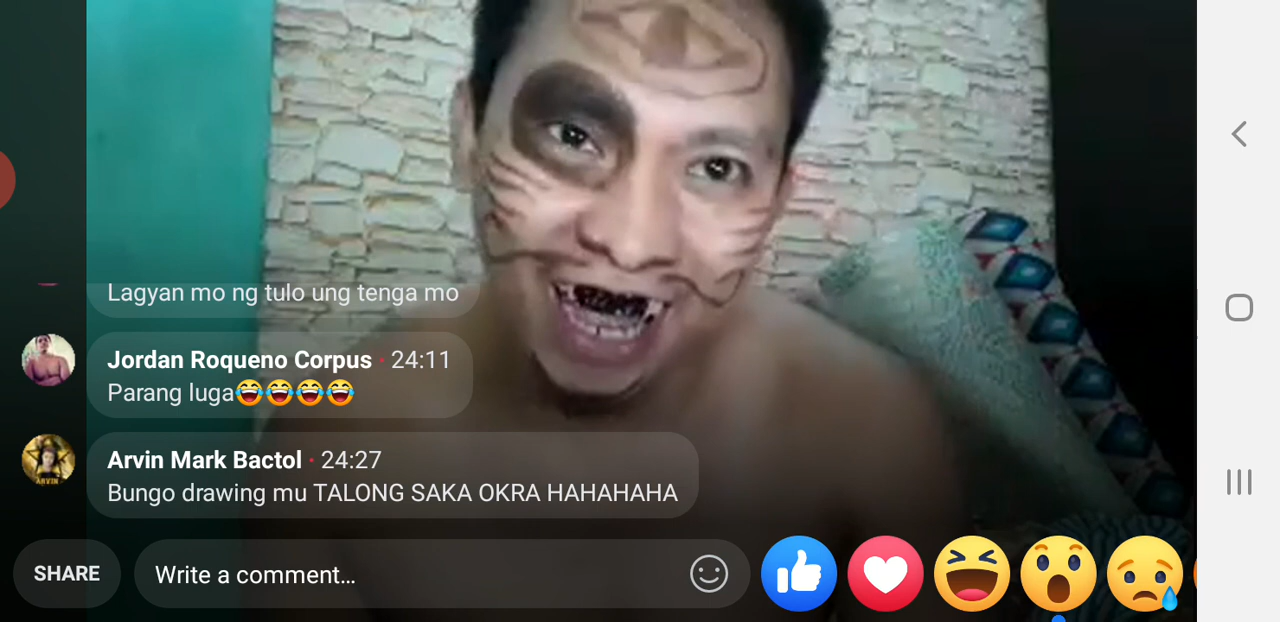 Lagyan mo ng tulo ung tenga mo
Jordan Roqueno Corpus · 24:11
Parang luga😂😂😂😂
Arvin Mark Bactol · 24:27
Bungo drawing mu TALONG SAKA OKRA HAHAHAHA
SHARE
Write a comment...